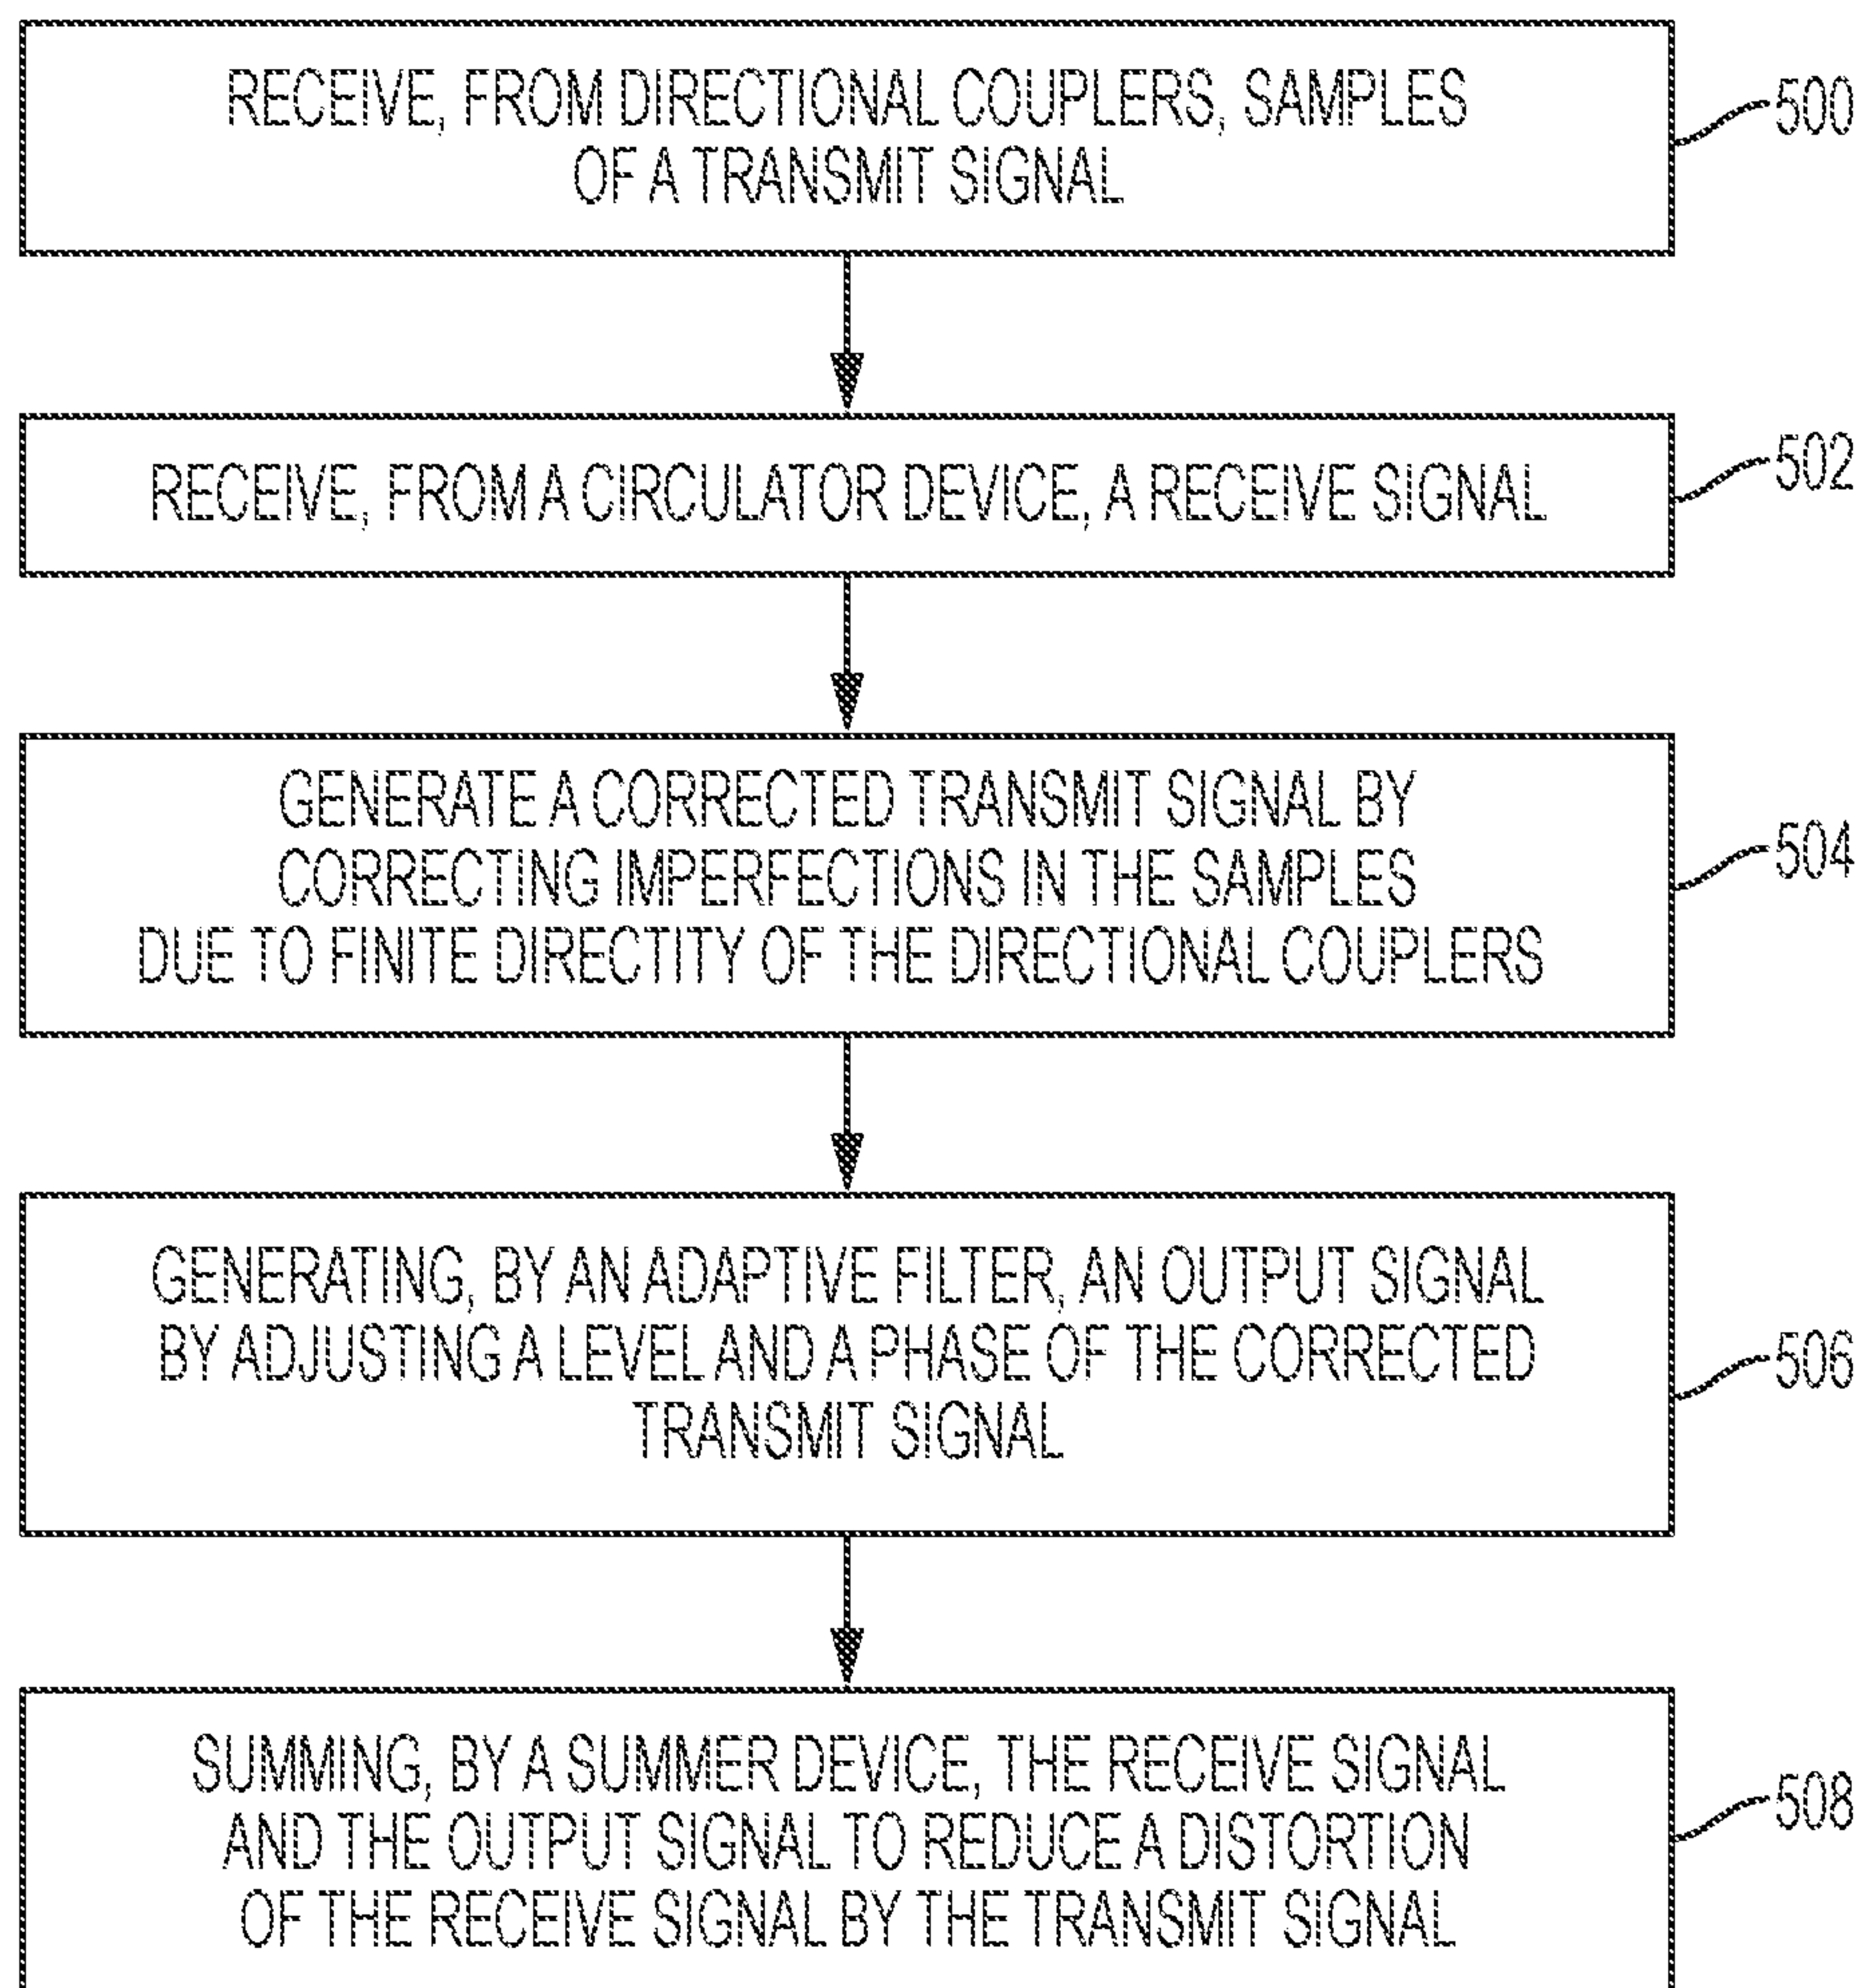 RECEIVE, FROM DIRECTIONAL COUPLERS, SAMPLES
OF A TRANSMIT SIGNAL
500
RECEIVE, FROM A CIRCULATOR DEVICE, A RECEIVE SIGNAL
502
GENERATE A CORRECTED TRANSMIT SIGNAL BY
CORRECTING IMPERFECTIONS IN THE SAMPLES
DUE TO FINITE DIRECTITY OF THE DIRECTIONAL COUPLERS
504
GENERATING, BY AN ADAPTIVE FILTER, AN OUTPUT SIGNAL
BY ADJUSTING A LEVEL AND A PHASE OF THE CORRECTED
TRANSMIT SIGNAL
506
SUMMING, BY A SUMMER DEVICE, THE RECEIVE SIGNAL
AND THE OUTPUT SIGNAL TO REDUCE A DISTORTION
OF THE RECEIVE SIGNAL BY THE TRANSMIT SIGNAL
508